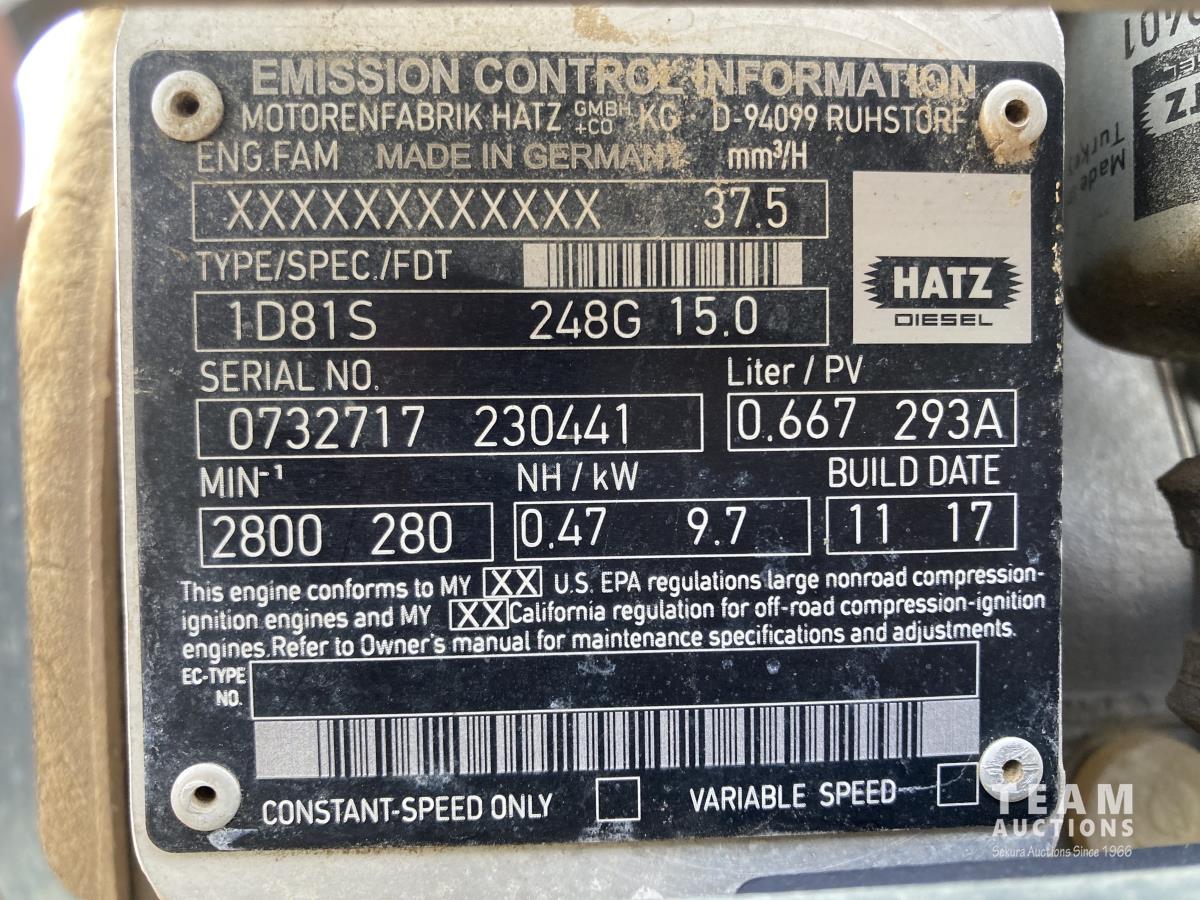 EMISSION CONTROL INFORMATION
MOTORENFABRIK HATZ GMBH +CO KG · D-94099 RUHSTORF
ENG.FAM MADE IN GERMANY mm³/H
XXXXXXXXXXXX 37.5
TYPE/SPEC./FDT
1D81S 248G 15.0
HATZ
DIESEL
SERIAL NO. Liter / PV
0732717 230441 0.667 293A
MIN⁻¹ NH / kW BUILD DATE
2800 280 0.47 9.7 11 17
This engine conforms to MY XX U.S. EPA regulations large nonroad compression-
ignition engines and MY XX California regulation for off-road compression-ignition
engines.Refer to Owner's manual for maintenance specifications and adjustments.
EC-TYPE
NO.
CONSTANT-SPEED ONLY VARIABLE SPEED
Made
Turkey
TEAM
AUCTIONS
Sekura Auctions Since 1966